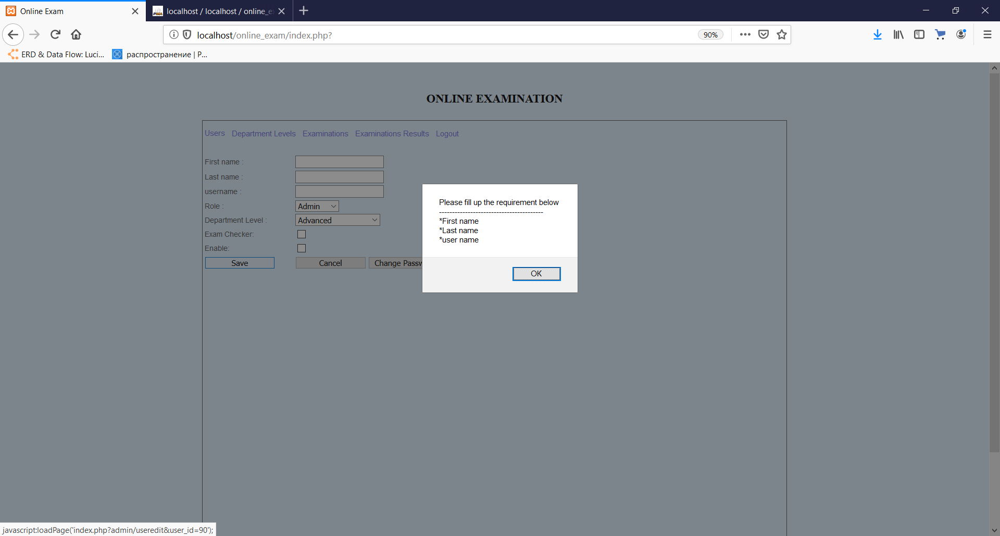 Online Exam
localhost / localhost / online_e
localhost/online_exam/index.php?
90%
ERD & Data Flow: Luci...
распространение | P...
ONLINE EXAMINATION
Users Department Levels Examinations Examinations Results Logout
First name :
Last name :
username :
Role : Admin
Department Level : Advanced
Exam Checker:
Enable:
Save Cancel Change Passw
Please fill up the requirement below
----------------------------------------
*First name
*Last name
*user name
OK
javascript:loadPage('index.php?admin/useredit&user_id=90');